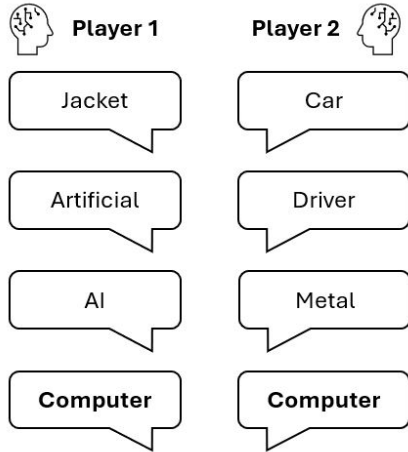 Player 1 Player 2
Jacket Car
Artificial Driver
AI Metal
Computer Computer